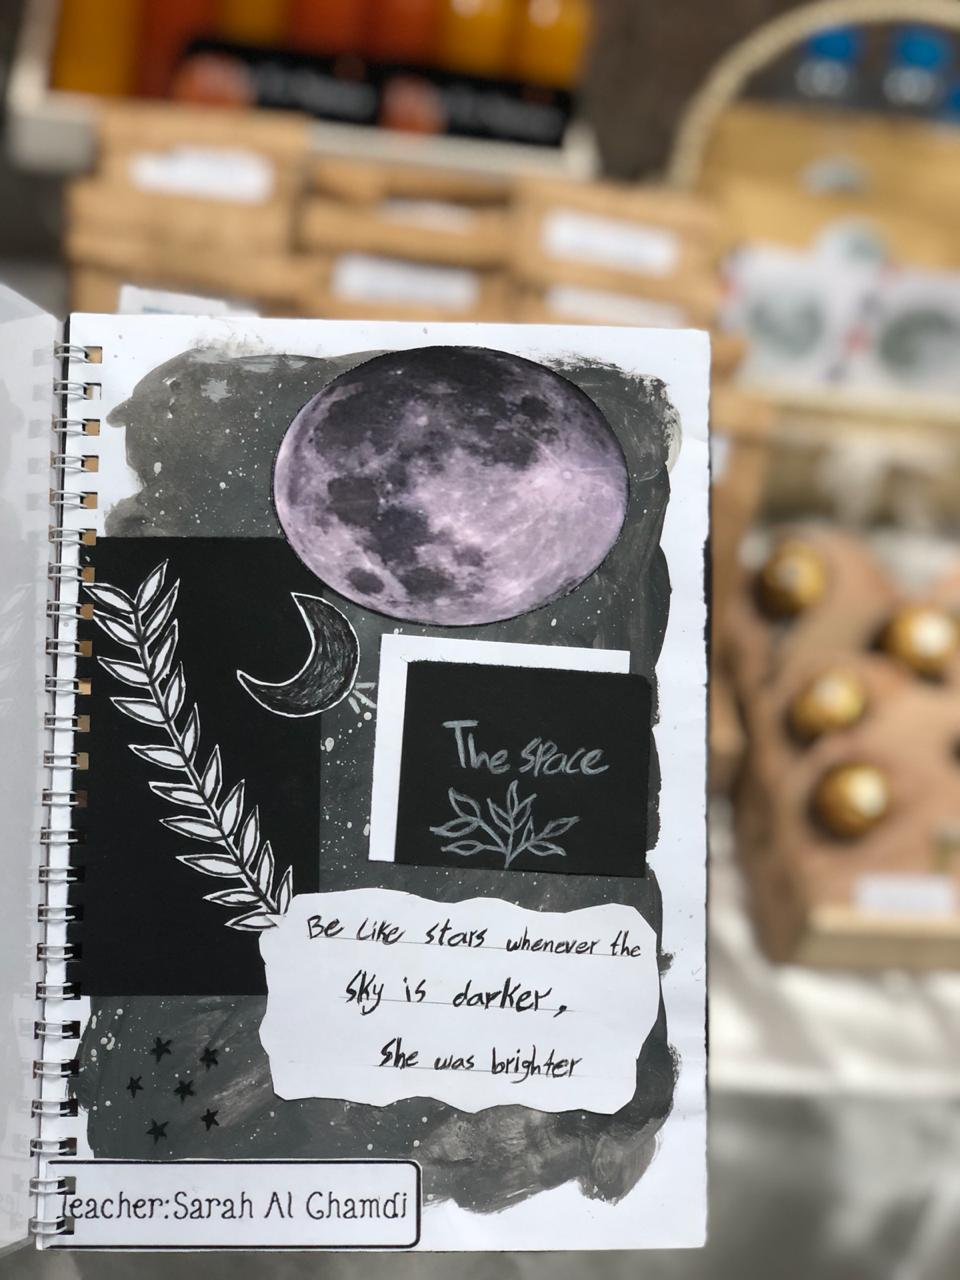 The space
Be like stars whenever the
sky is darker,
she was brighter
Teacher:Sarah Al Ghamdi